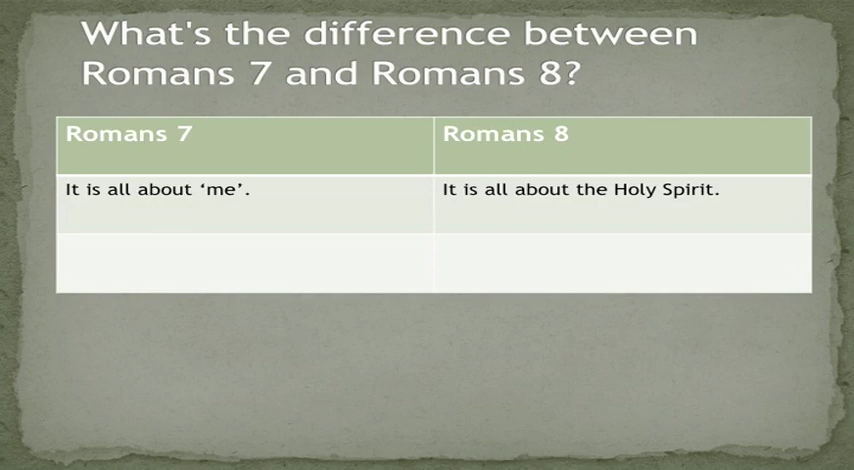 What's the difference between
Romans 7 and Romans 8?
Romans 7
Romans 8
It is all about ‘me’.
It is all about the Holy Spirit.